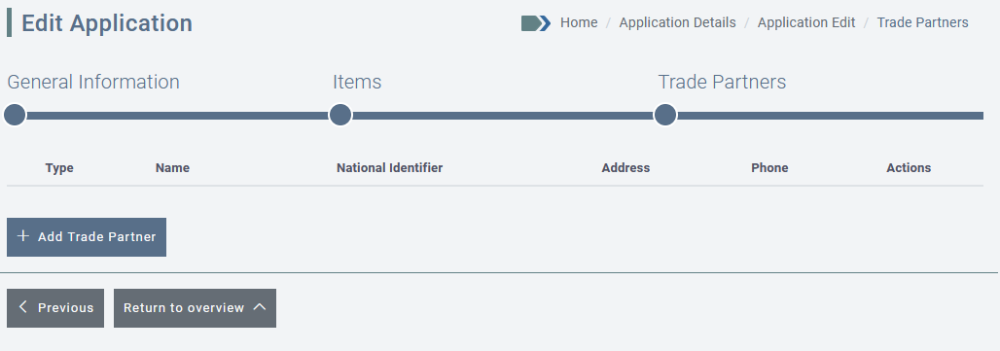 Edit Application
Home / Application Details / Application Edit / Trade Partners
General Information Items Trade Partners
Type Name National Identifier Address Phone Actions
+ Add Trade Partner
Previous Return to overview